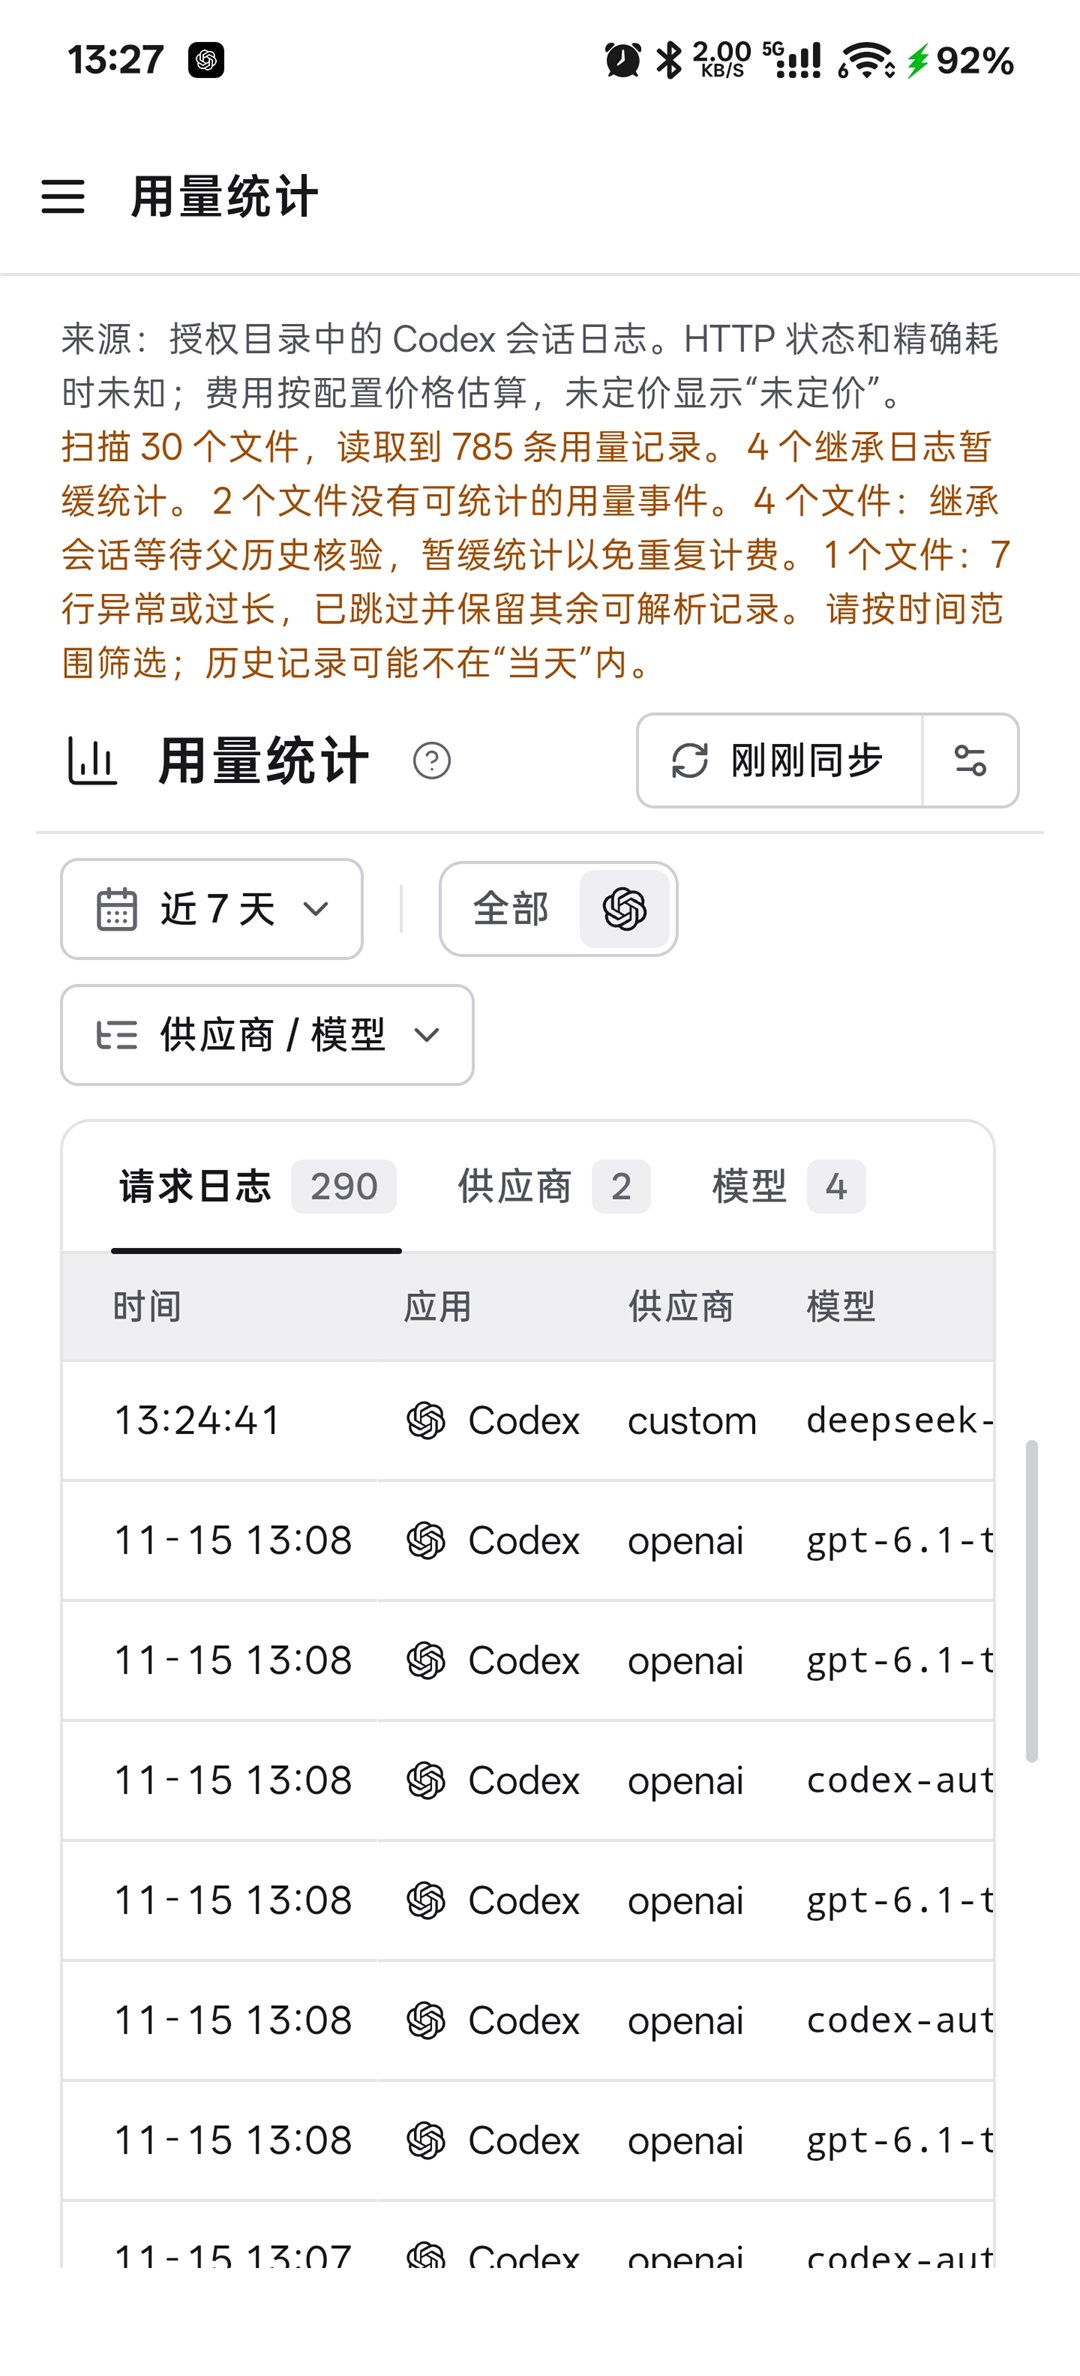 13:27 2.00 KB/S 5G 6 92%
用量统计
来源：授权目录中的 Codex 会话日志。HTTP 状态和精确耗
时未知；费用按配置价格估算，未定价显示“未定价”。
扫描 30 个文件，读取到 785 条用量记录。 4 个继承日志暂
缓统计。 2 个文件没有可统计的用量事件。 4 个文件：继承
会话等待父历史核验，暂缓统计以免重复计费。 1 个文件：7
行异常或过长，已跳过并保留其余可解析记录。 请按时间范
围筛选；历史记录可能不在“当天”内。
用量统计 ? 刚刚同步
近 7 天 全部
供应商 / 模型
请求日志 290 供应商 2 模型 4
时间 应用 供应商 模型
13:24:41 Codex custom deepseek-
11-15 13:08 Codex openai gpt-6.1-t
11-15 13:08 Codex openai gpt-6.1-t
11-15 13:08 Codex openai codex-aut
11-15 13:08 Codex openai gpt-6.1-t
11-15 13:08 Codex openai codex-aut
11-15 13:08 Codex openai gpt-6.1-t
11-15 13:07 Codex openai codex-aut